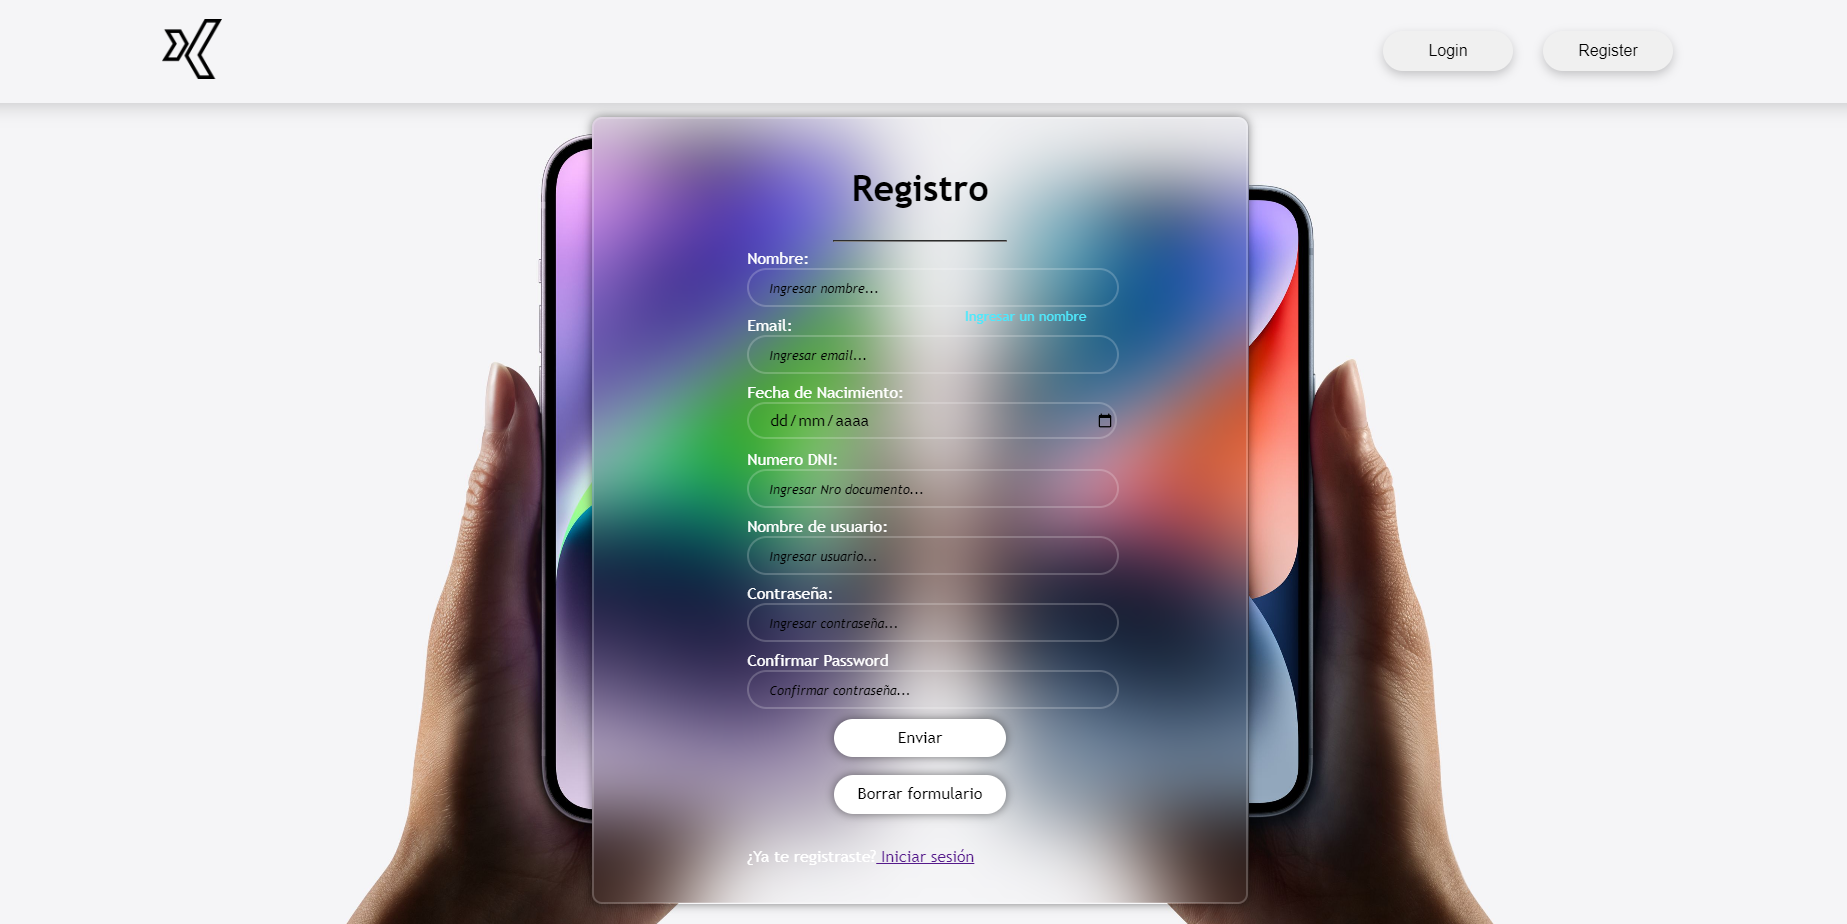 Login
Register
Registro
Nombre:
Ingresar nombre...
Ingresar un nombre
Email:
Ingresar email...
Fecha de Nacimiento:
dd/mm/aaaa
Numero DNI:
Ingresar Nro documento...
Nombre de usuario:
Ingresar usuario...
Contraseña:
Ingresar contraseña...
Confirmar Password
Confirmar contraseña...
Enviar
Borrar formulario
¿Ya te registraste? Iniciar sesión